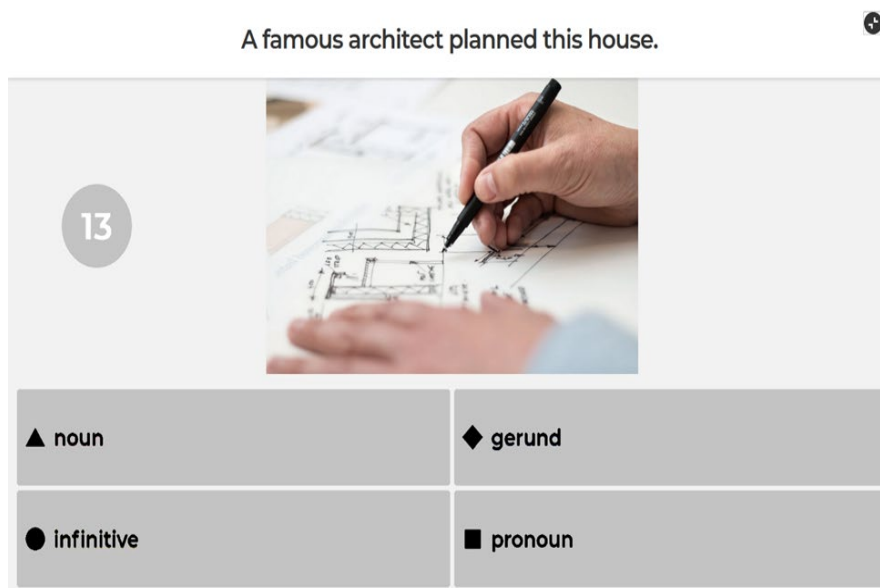 A famous architect planned this house.
13
noun
gerund
infinitive
pronoun